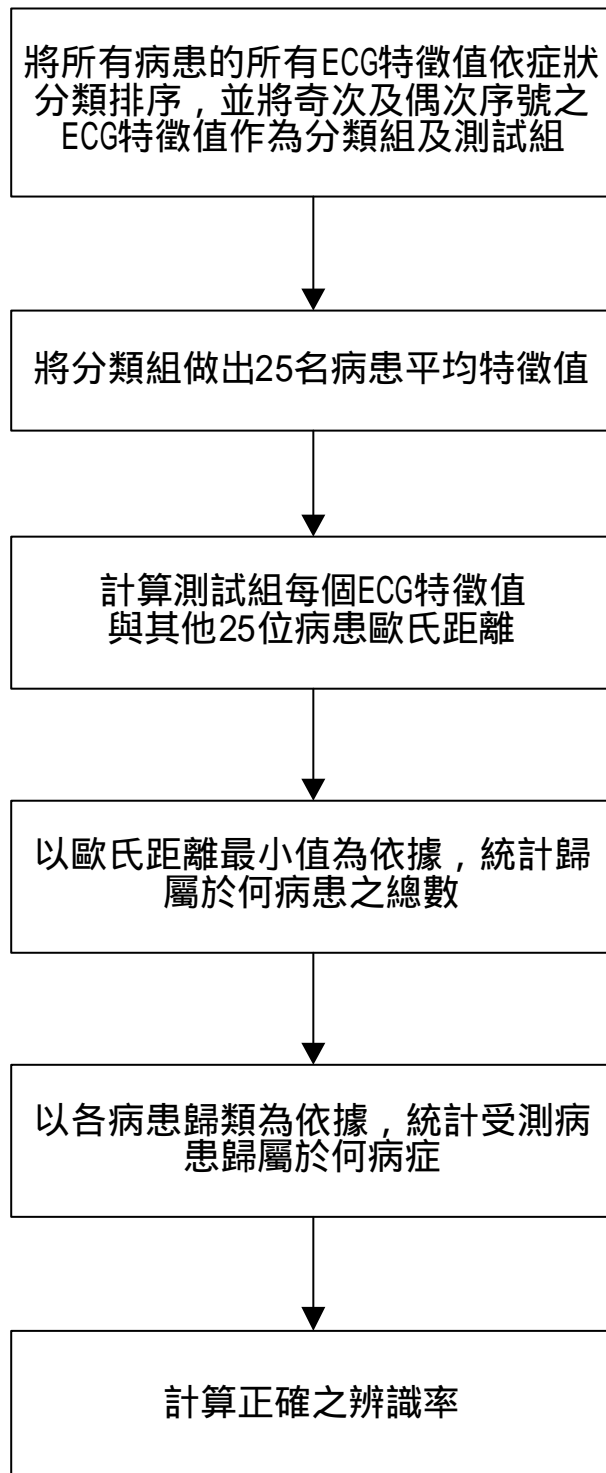 將所有病患的所有ECG特徵值依症狀
分類排序，並將奇次及偶次序號之
ECG特徵值作為分類組及測試組
將分類組做出25名病患平均特徵值
計算測試組每個ECG特徵值
與其他25位病患歐氏距離
以歐氏距離最小值為依據，統計歸
屬於何病患之總數
以各病患歸類為依據，統計受測病
患歸屬於何病症
計算正確之辨識率